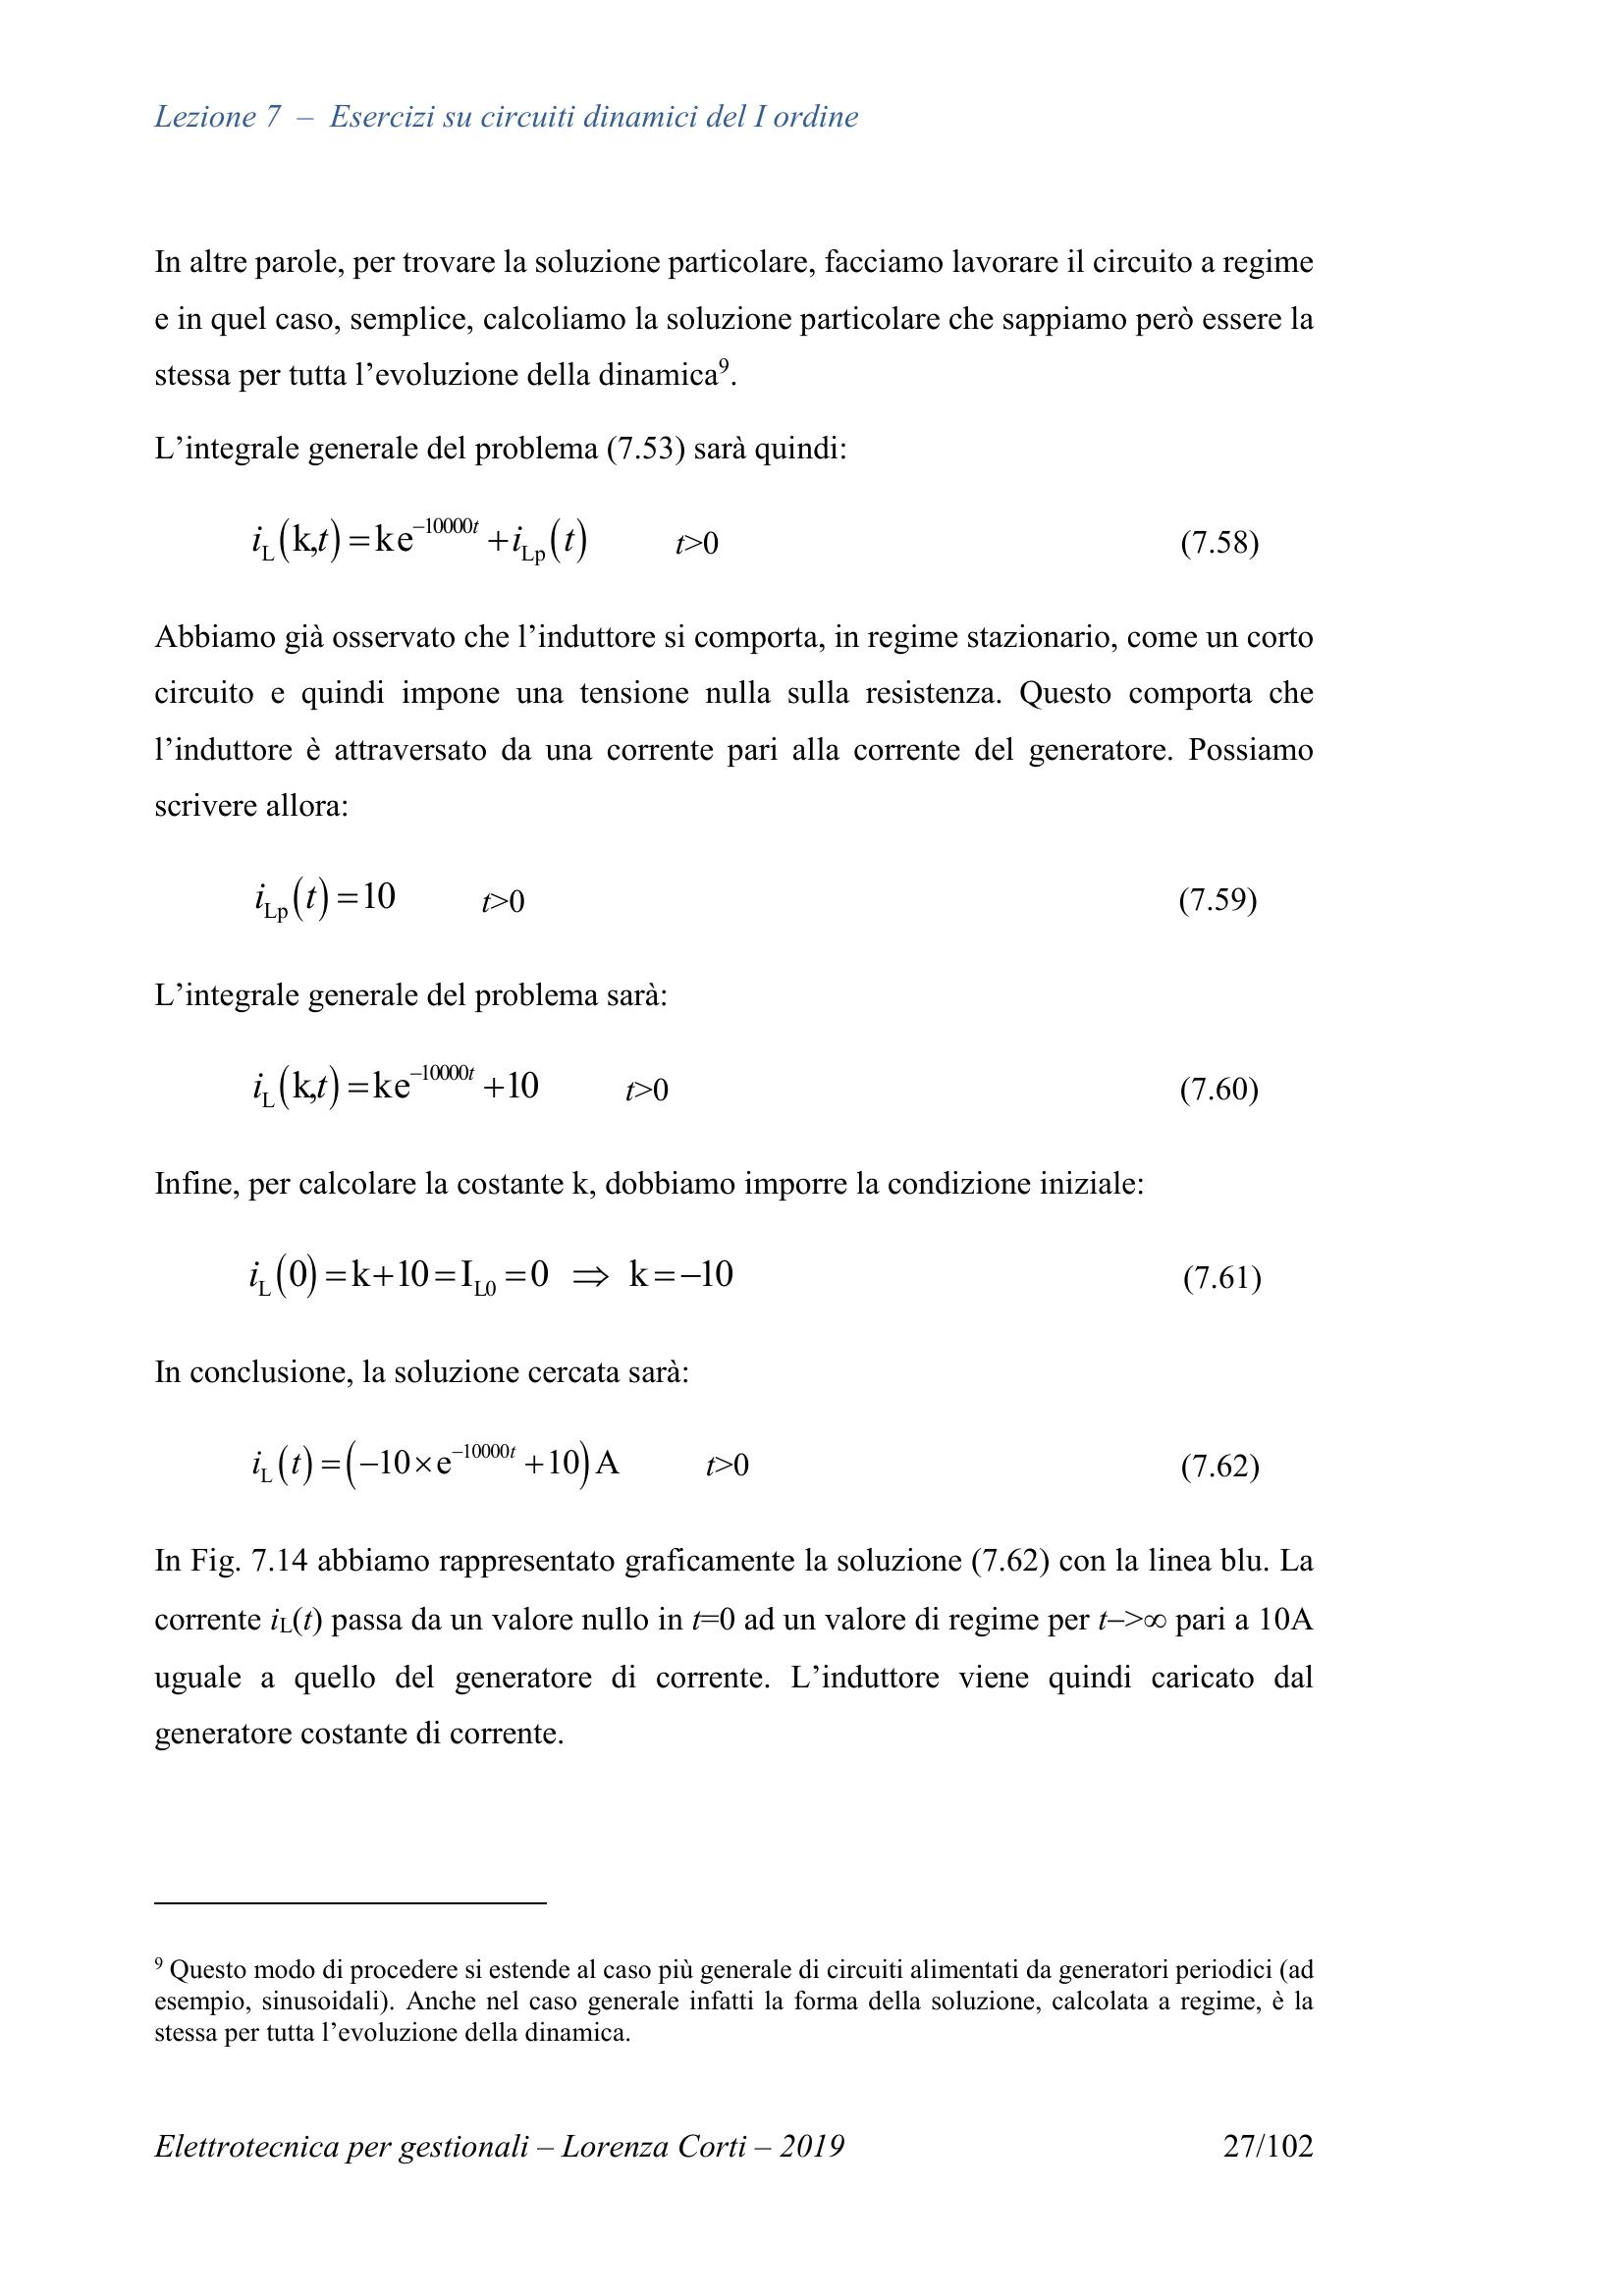 Lezione 7 – Esercizi su circuiti dinamici del I ordine
In altre parole, per trovare la soluzione particolare, facciamo lavorare il circuito a regime
e in quel caso, semplice, calcoliamo la soluzione particolare che sappiamo però essere la
stessa per tutta l’evoluzione della dinamica⁹.
L’integrale generale del problema (7.53) sarà quindi:
i_L(k,t)=ke^{−10000t}+i_{Lp}(t) t>0 (7.58)
Abbiamo già osservato che l’induttore si comporta, in regime stazionario, come un corto
circuito e quindi impone una tensione nulla sulla resistenza. Questo comporta che
l’induttore è attraversato da una corrente pari alla corrente del generatore. Possiamo
scrivere allora:
i_{Lp}(t)=10 t>0 (7.59)
L’integrale generale del problema sarà:
i_L(k,t)=ke^{−10000t}+10 t>0 (7.60)
Infine, per calcolare la costante k, dobbiamo imporre la condizione iniziale:
i_L(0)=k+10=I_{L0}=0 ⇒ k=−10 (7.61)
In conclusione, la soluzione cercata sarà:
i_L(t)=(−10×e^{−10000t}+10)A t>0 (7.62)
In Fig. 7.14 abbiamo rappresentato graficamente la soluzione (7.62) con la linea blu. La
corrente i_L(t) passa da un valore nullo in t=0 ad un valore di regime per t–>∞ pari a 10A
uguale a quello del generatore di corrente. L’induttore viene quindi caricato dal
generatore costante di corrente.
⁹ Questo modo di procedere si estende al caso più generale di circuiti alimentati da generatori periodici (ad
esempio, sinusoidali). Anche nel caso generale infatti la forma della soluzione, calcolata a regime, è la
stessa per tutta l’evoluzione della dinamica.
Elettrotecnica per gestionali – Lorenza Corti – 2019 27/102